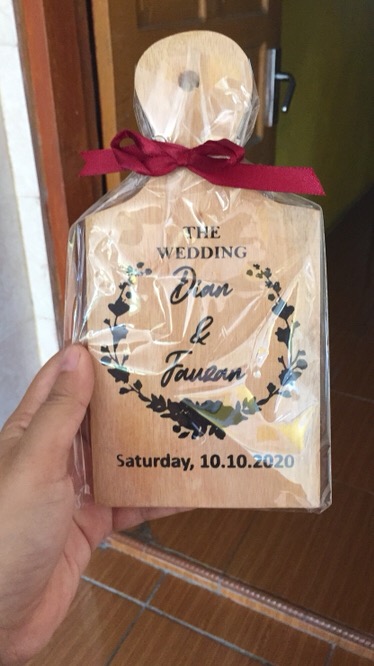 THE
WEDDING
Dian
&
Fauzan
Saturday, 10.10.2020